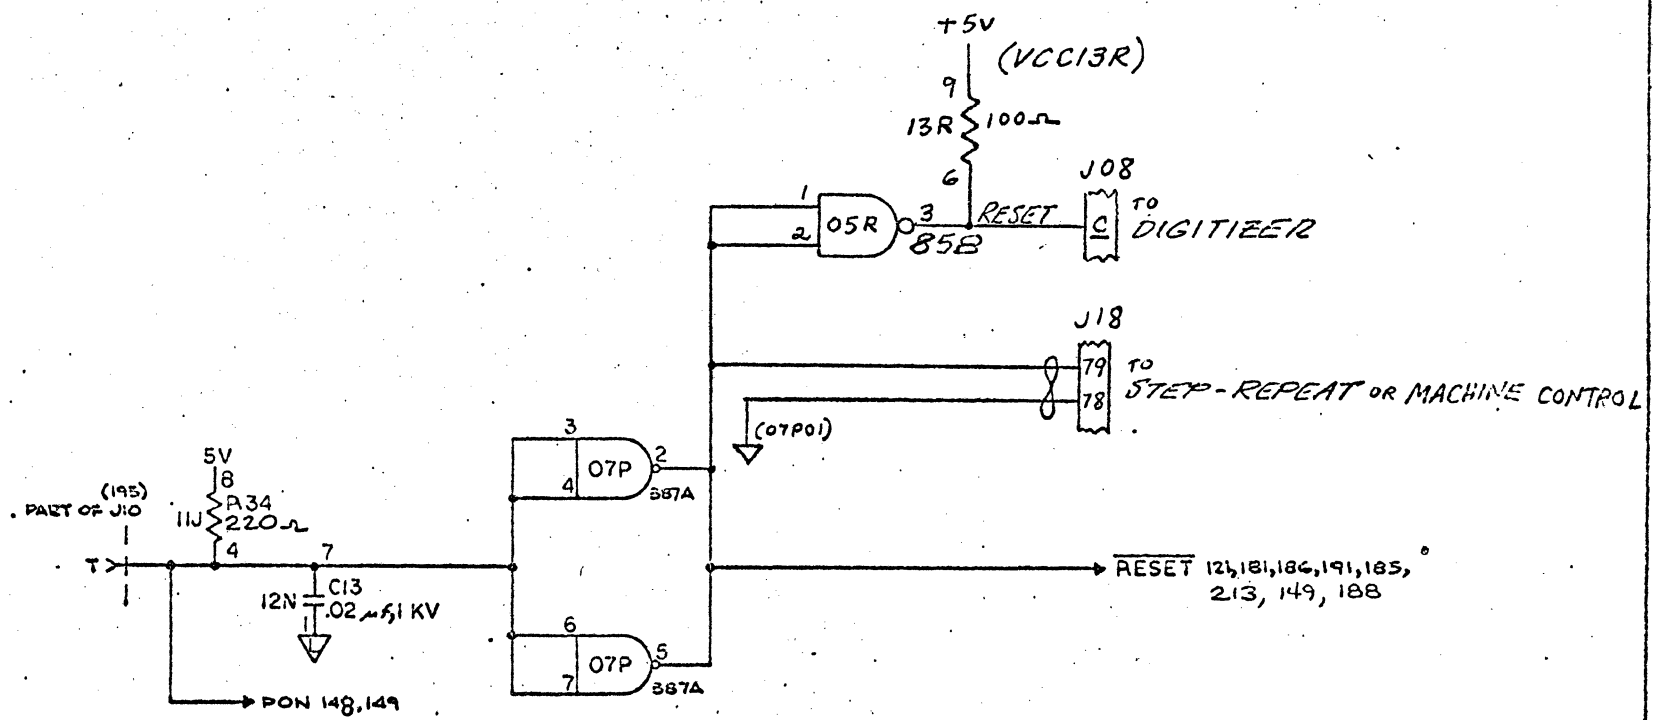 +5V
(VCC13R)
9
13R 100Ω
6
J08
1
2
05R
3
858
RESET
C
TO
DIGITIZER
J18
79
78
TO
STEP-REPEAT OR MACHINE CONTROL
(07P01)
3
4
07P
2
387A
5V
8
11J
220Ω
4
(195)
PART OF J10
T
7
12N
C13
.02 μf, 1 KV
1
RESET 121, 181, 186, 191, 185,
213, 149, 188
6
7
07P
5
387A
PON 148, 149